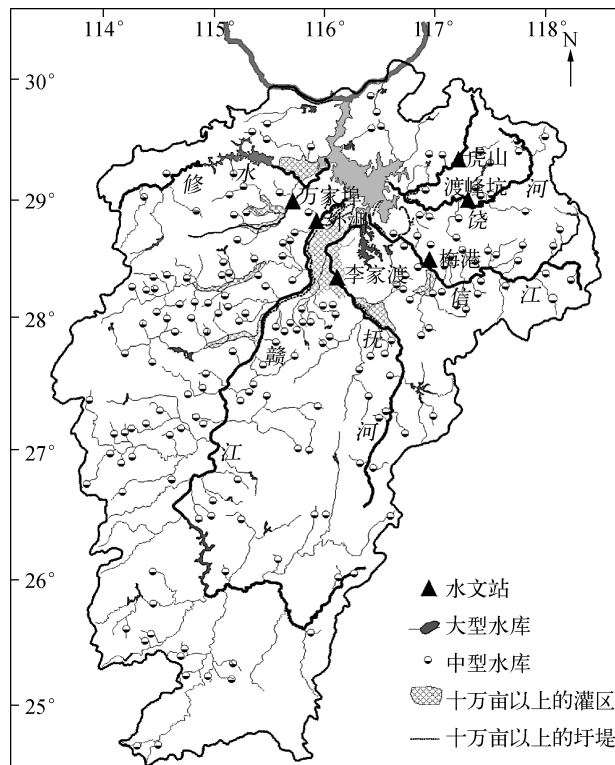 114° 115° 116° 117° 118°
N
30°
虎山
修 水
渡峰坑 河
29°
万家埠
饶
外洲
梅港
李家渡
信 江
28°
抚
赣
河
27°
江
26°
25°
水文站
大型水库
中型水库
十万亩以上的灌区
十万亩以上的圩堤